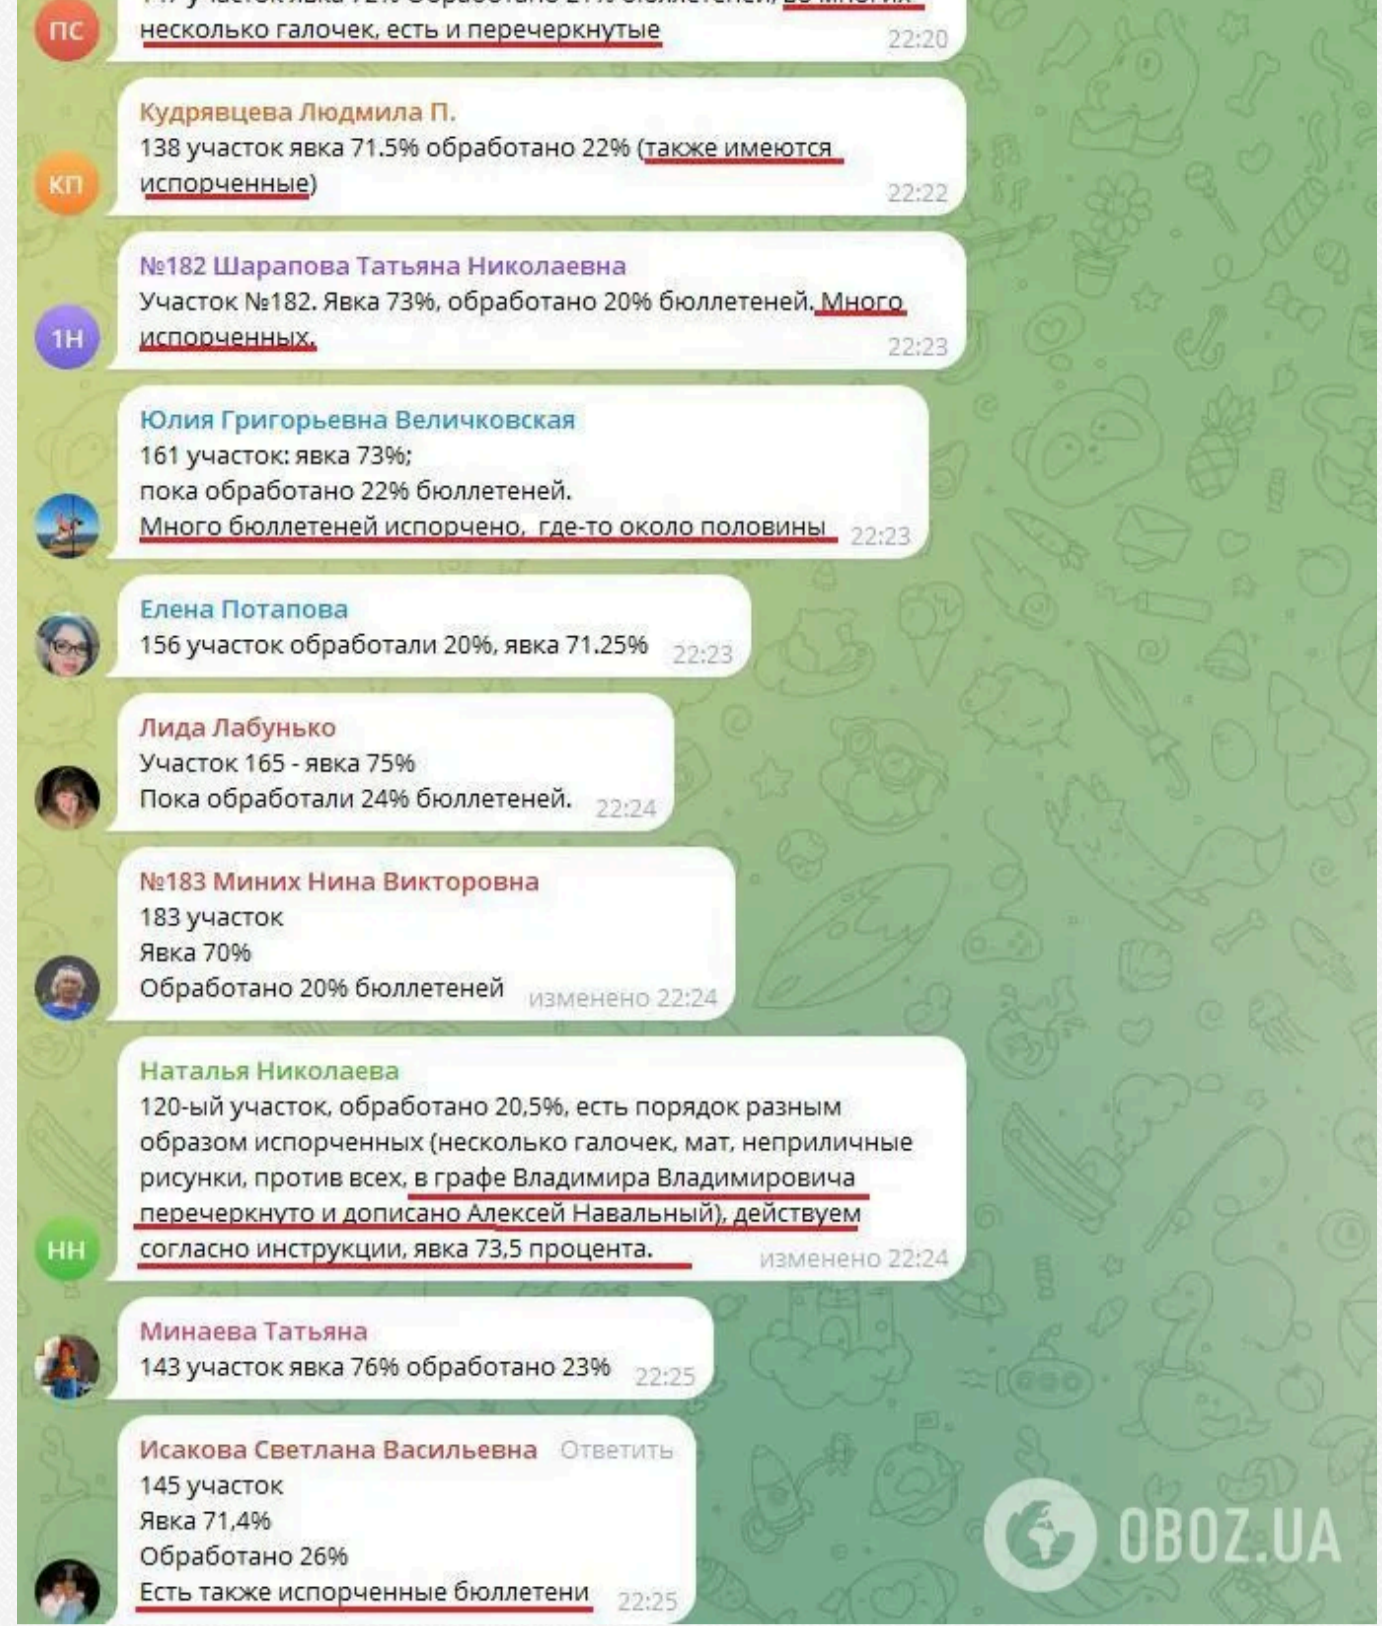 несколько галочек, есть и перечеркнутые
22:20
ПС
Кудрявцева Людмила П.
138 участок явка 71.5% обработано 22% (также имеются
испорченные)
22:22
КП
№182 Шарапова Татьяна Николаевна
Участок №182. Явка 73%, обработано 20% бюллетеней. Много
испорченных.
22:23
1Н
Юлия Григорьевна Величковская
161 участок: явка 73%;
пока обработано 22% бюллетеней.
Много бюллетеней испорчено, где-то около половины
22:23
Елена Потапова
156 участок обработали 20%, явка 71.25%
22:23
Лида Лабунько
Участок 165 - явка 75%
Пока обработали 24% бюллетеней.
22:24
№183 Миних Нина Викторовна
183 участок
Явка 70%
Обработано 20% бюллетеней
изменено 22:24
Наталья Николаева
120-ый участок, обработано 20,5%, есть порядок разным
образом испорченных (несколько галочек, мат, неприличные
рисунки, против всех, в графе Владимира Владимировича
перечеркнуто и дописано Алексей Навальный), действуем
согласно инструкции, явка 73,5 процента.
изменено 22:24
НН
Минаева Татьяна
143 участок явка 76% обработано 23%
22:25
Исакова Светлана Васильевна Ответить
145 участок
Явка 71,4%
Обработано 26%
Есть также испорченные бюллетени
22:25
OBOZ.UA